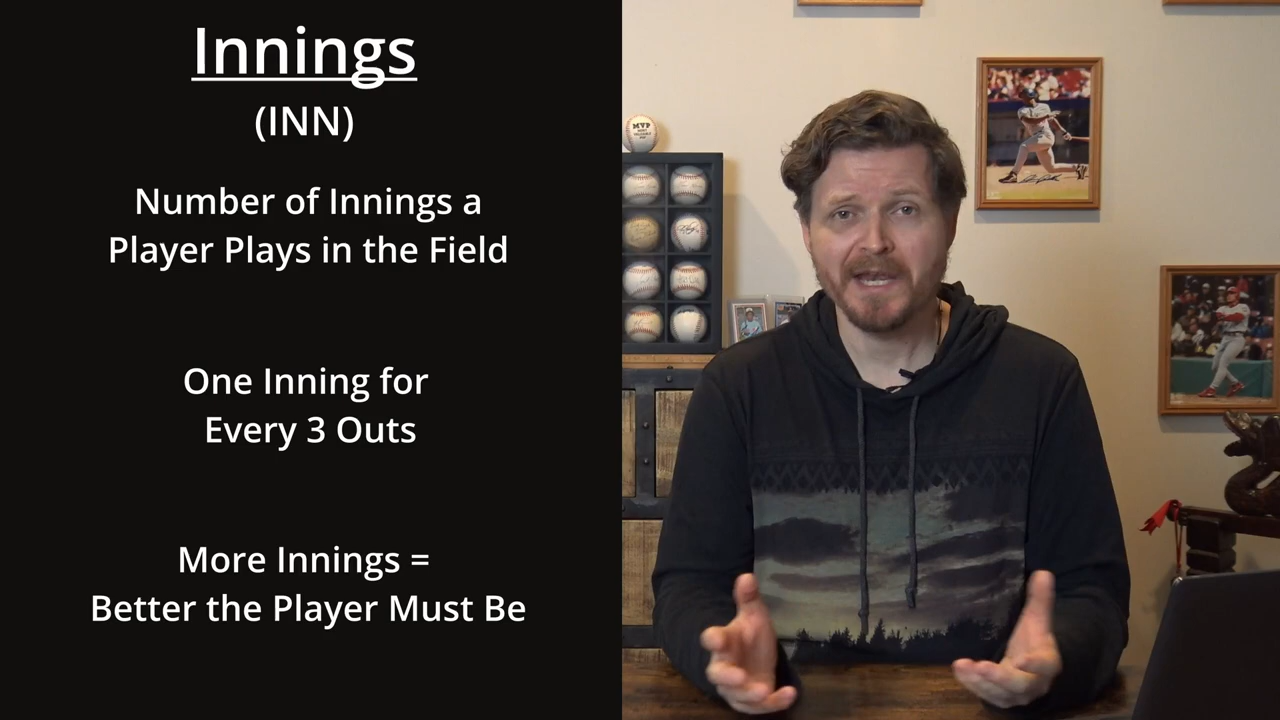 Innings
(INN)
Number of Innings a
Player Plays in the Field
One Inning for
Every 3 Outs
More Innings =
Better the Player Must Be
MVP